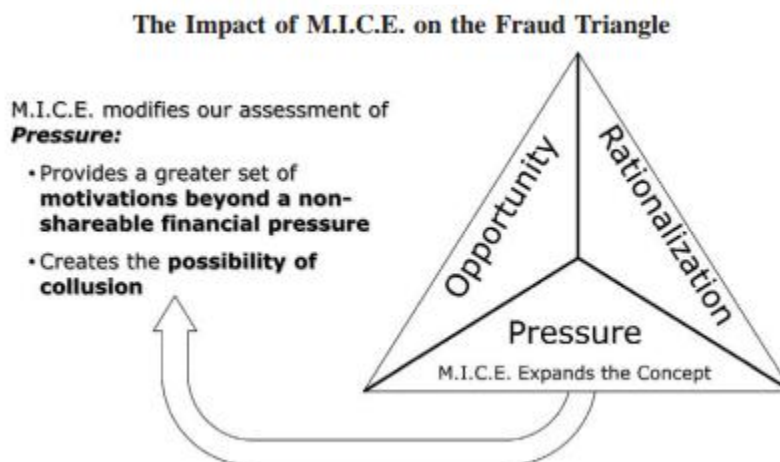 The Impact of M.I.C.E. on the Fraud Triangle
M.I.C.E. modifies our assessment of
Pressure:
• Provides a greater set of
motivations beyond a non-
shareable financial pressure
• Creates the possibility of
collusion
Opportunity
Rationalization
Pressure
M.I.C.E. Expands the Concept